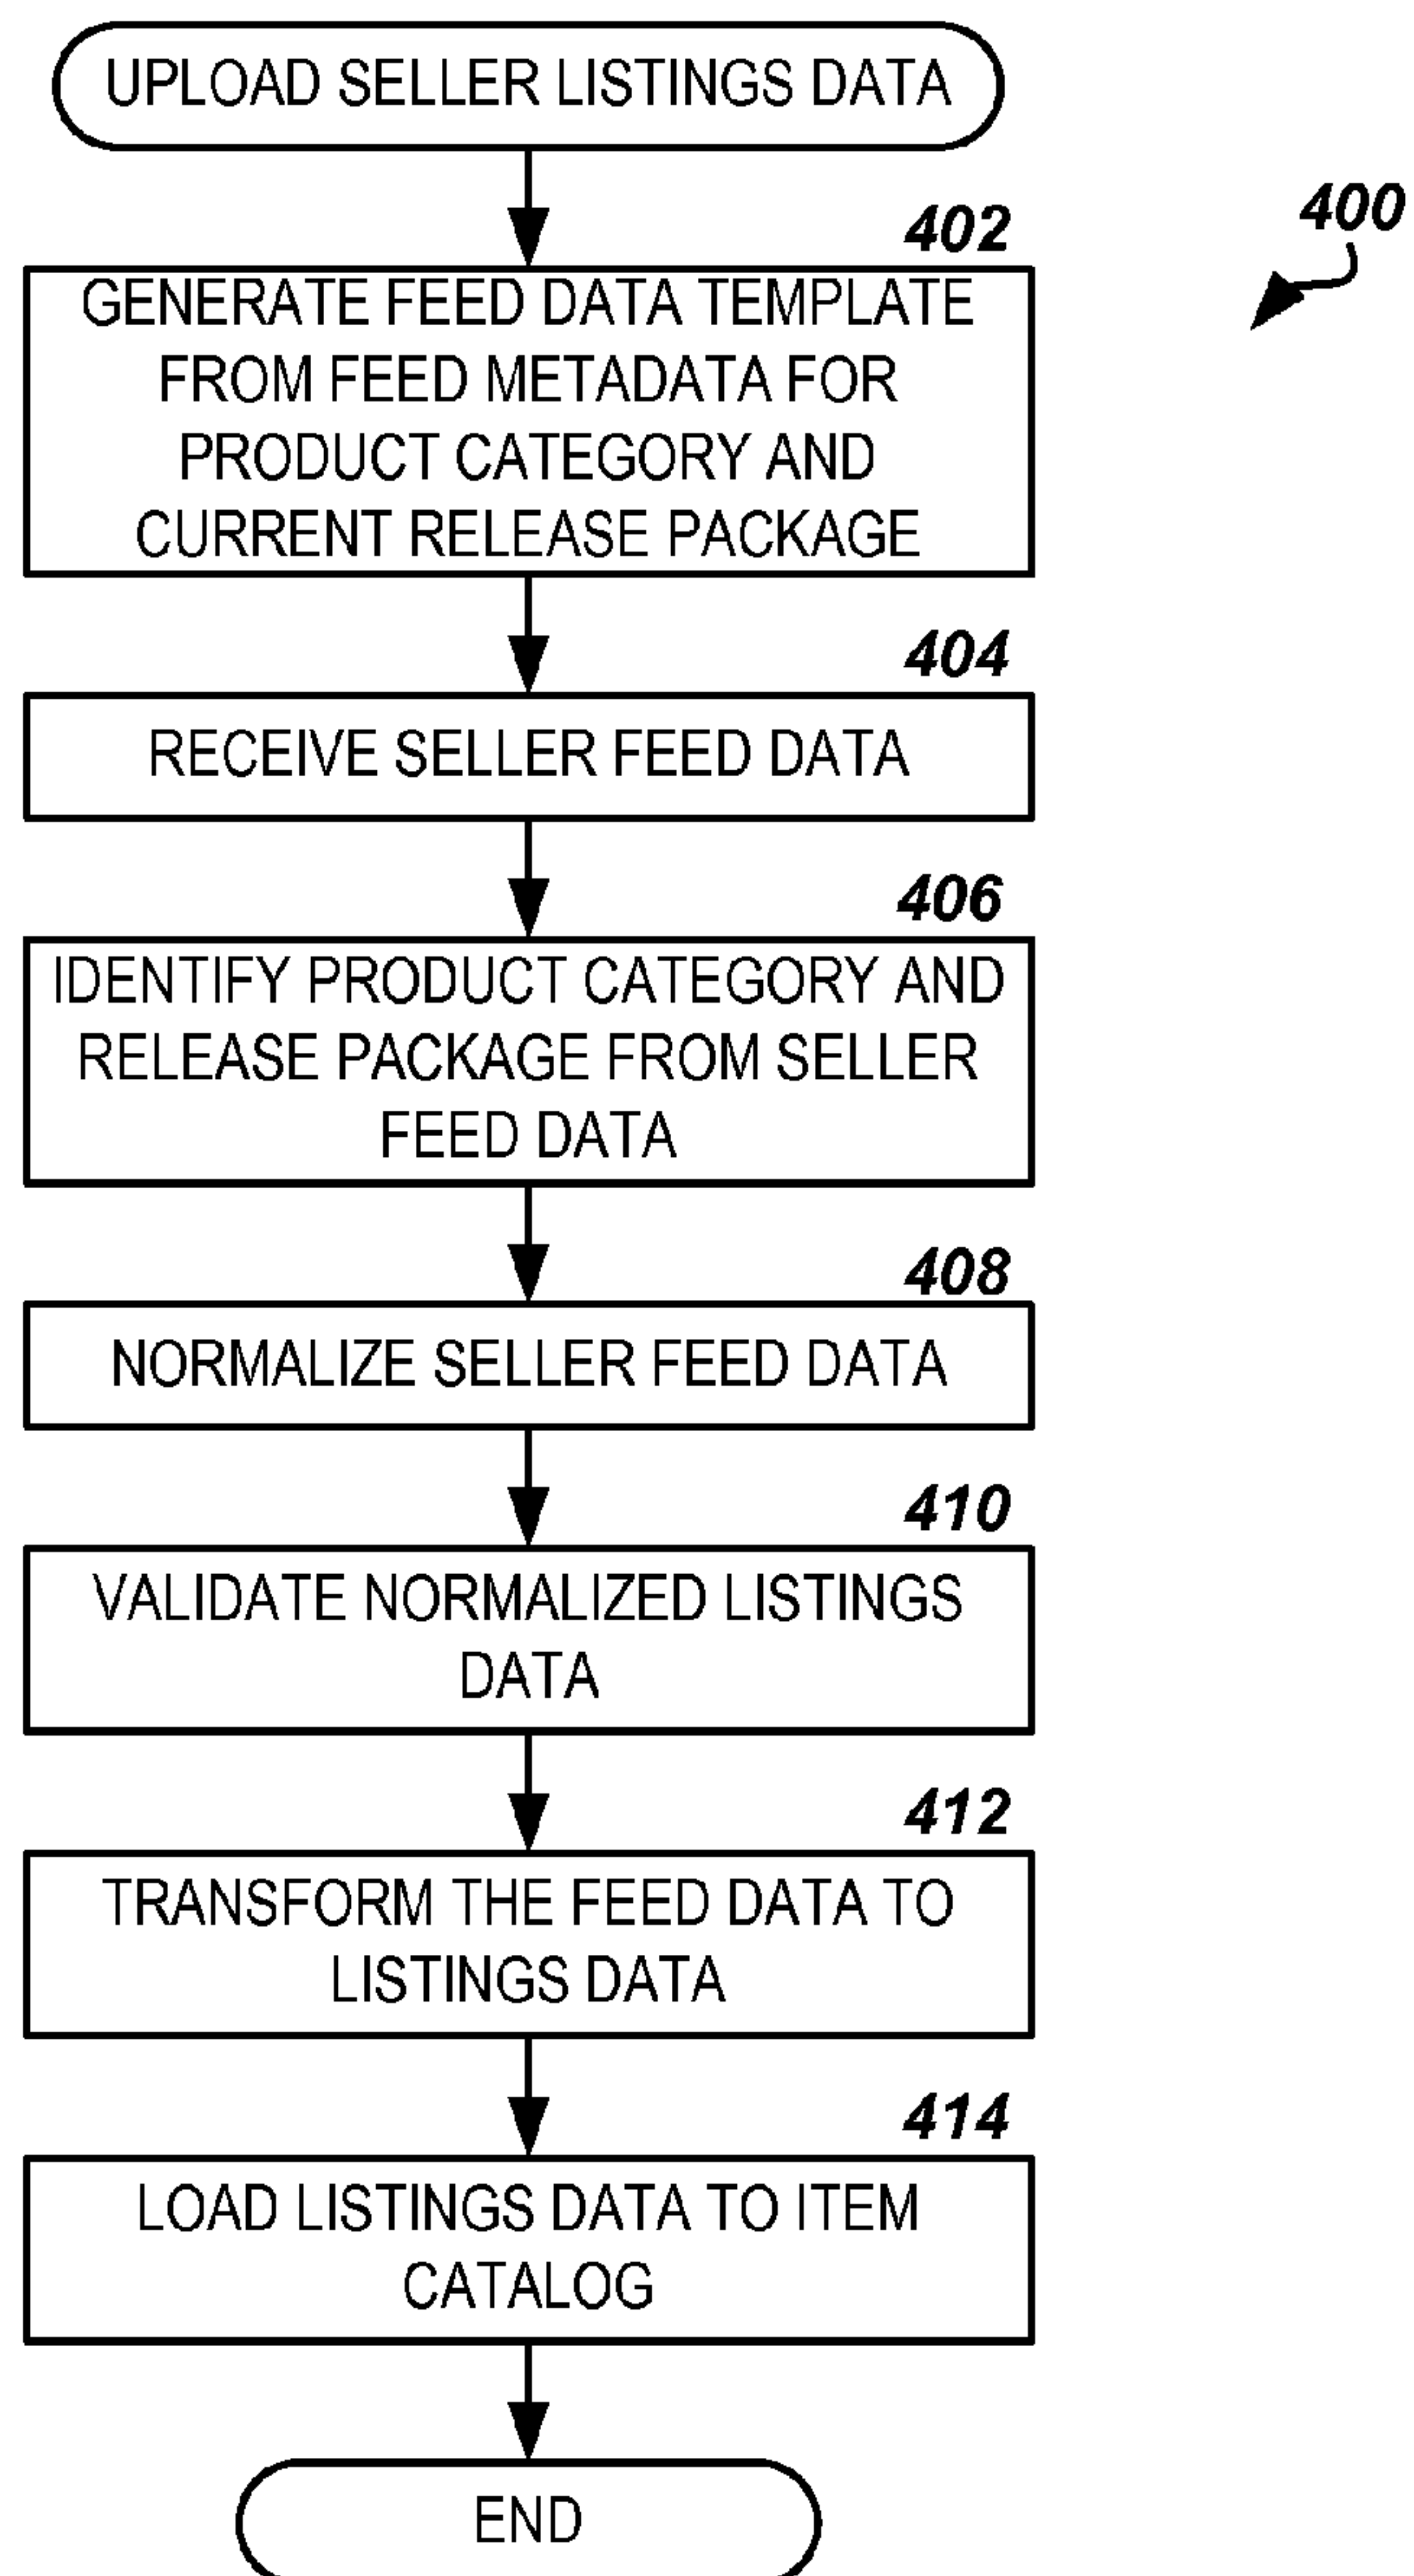 UPLOAD SELLER LISTINGS DATA
400
402
GENERATE FEED DATA TEMPLATE
FROM FEED METADATA FOR
PRODUCT CATEGORY AND
CURRENT RELEASE PACKAGE
404
RECEIVE SELLER FEED DATA
406
IDENTIFY PRODUCT CATEGORY AND
RELEASE PACKAGE FROM SELLER
FEED DATA
408
NORMALIZE SELLER FEED DATA
410
VALIDATE NORMALIZED LISTINGS
DATA
412
TRANSFORM THE FEED DATA TO
LISTINGS DATA
414
LOAD LISTINGS DATA TO ITEM
CATALOG
END